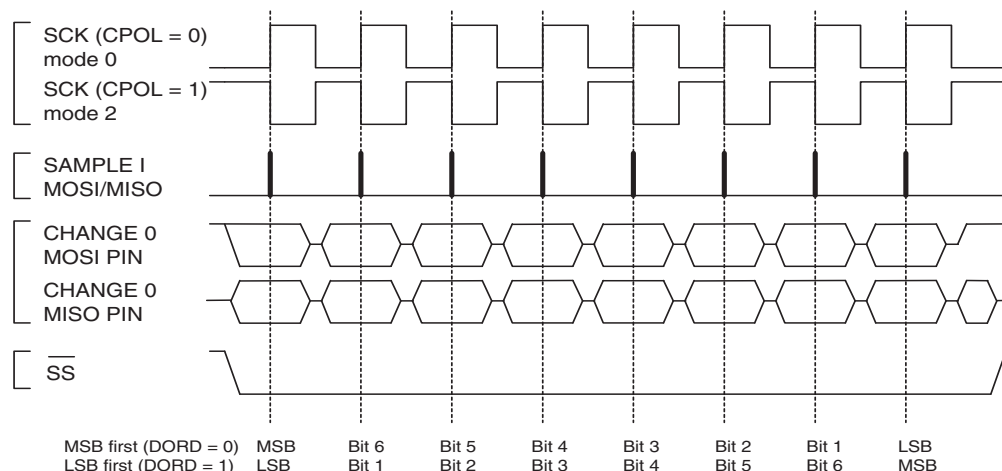 SCK (CPOL = 0)
mode 0
SCK (CPOL = 1)
mode 2
SAMPLE I
MOSI/MISO
CHANGE 0
MOSI PIN
CHANGE 0
MISO PIN
SS
MSB first (DORD = 0) MSB Bit 6 Bit 5 Bit 4 Bit 3 Bit 2 Bit 1 LSB
LSB first (DORD = 1) LSB Bit 1 Bit 2 Bit 3 Bit 4 Bit 5 Bit 6 MSB